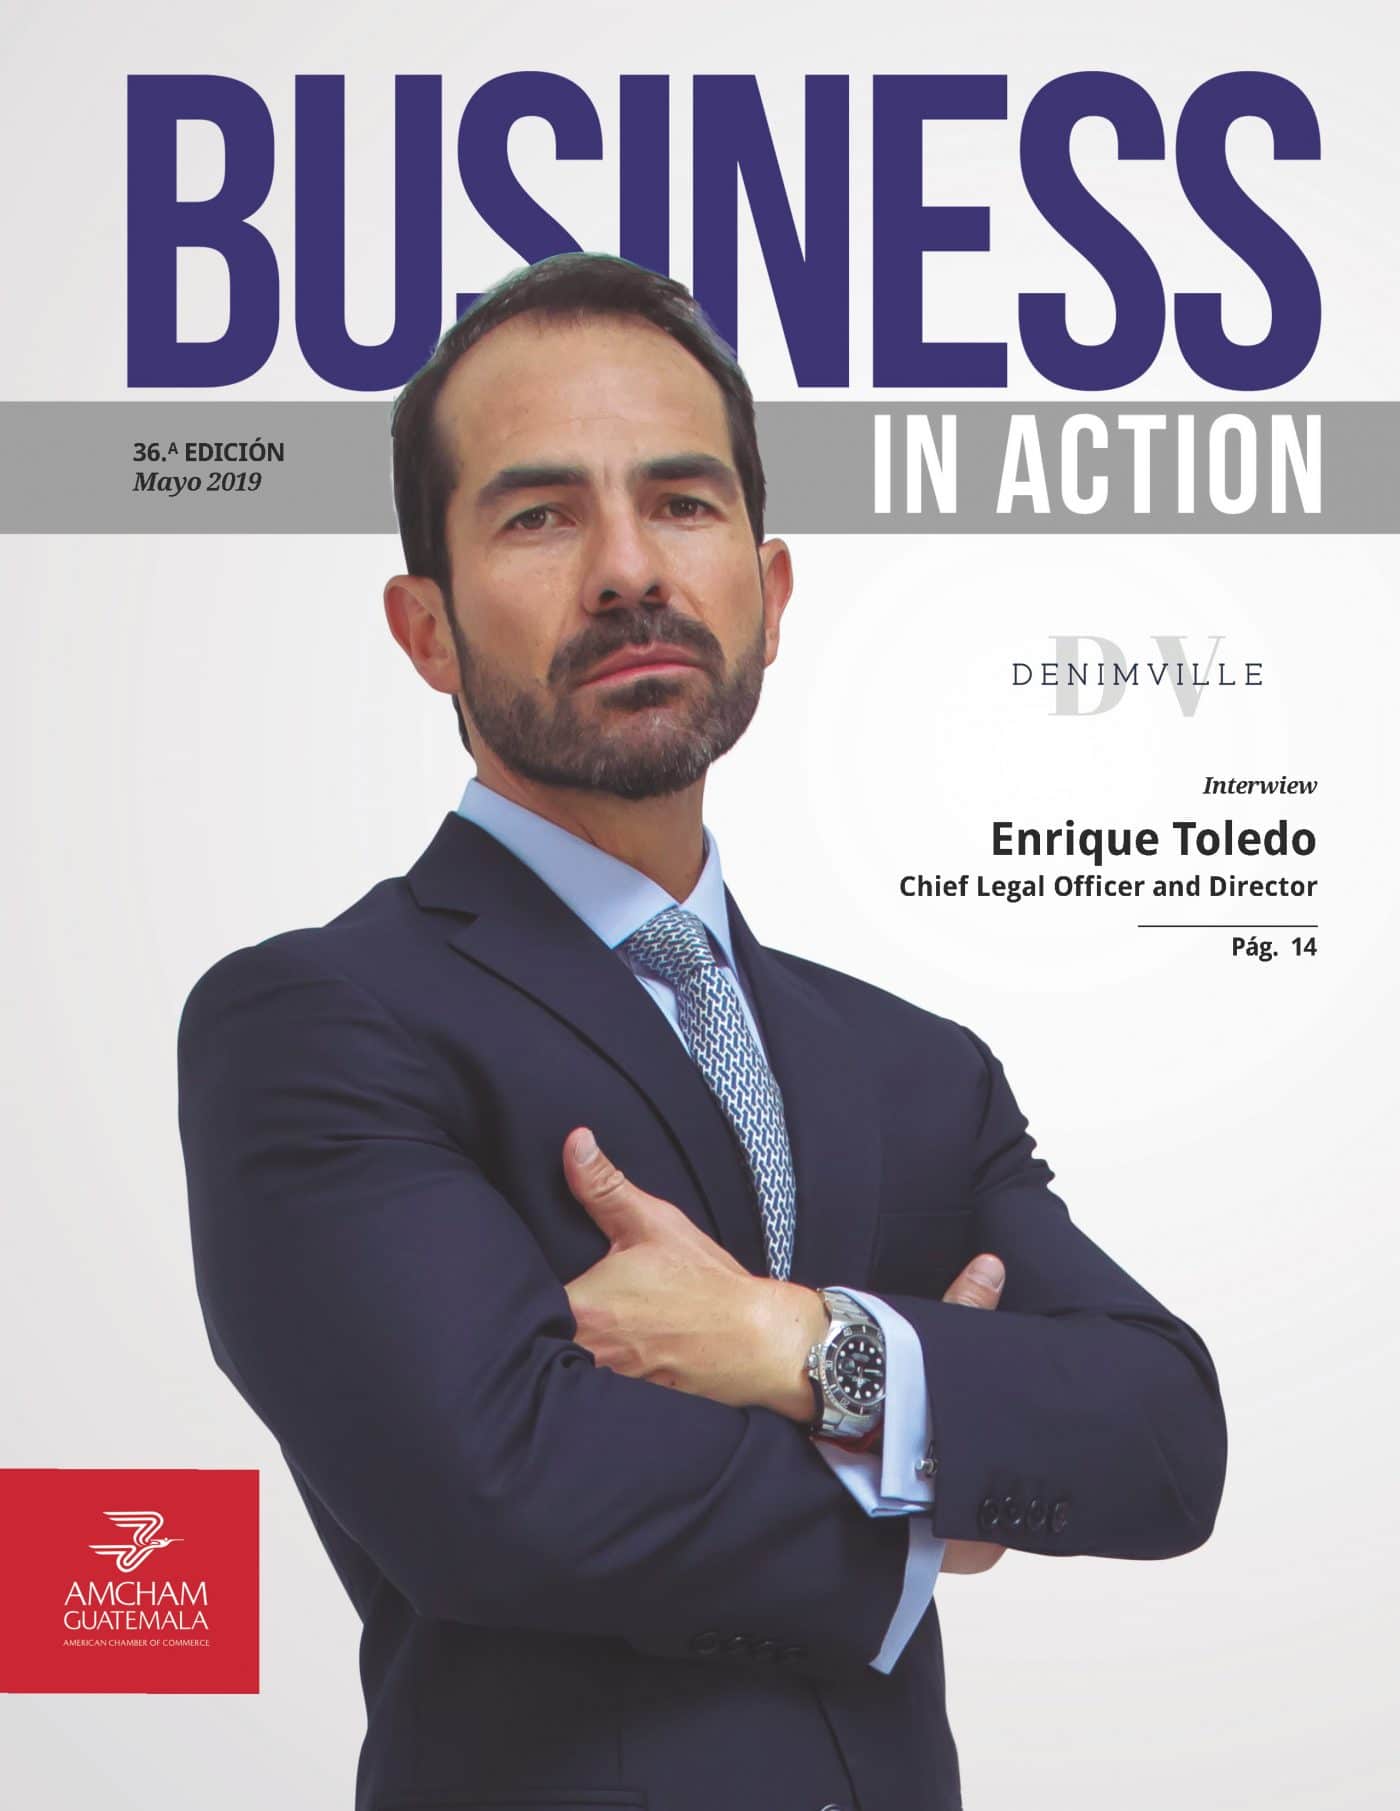 BUSINESS
IN ACTION
36.ᴬ EDICIÓN
Mayo 2019
DV
DENIMVILLE
Interwiew
Enrique Toledo
Chief Legal Officer and Director
Pág. 14
AMCHAM
GUATEMALA
AMERICAN CHAMBER OF COMMERCE